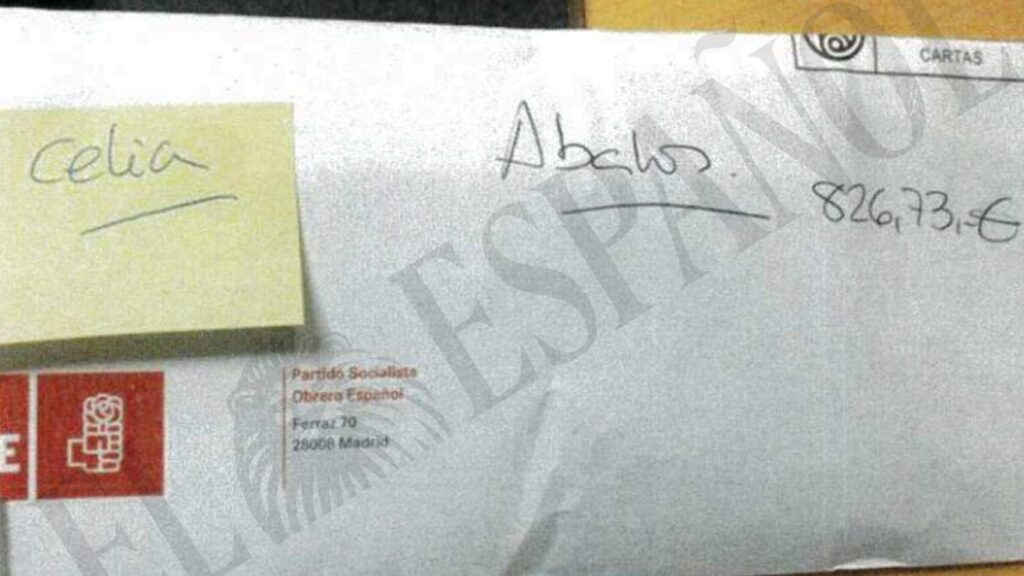 CARTAS
Celia
Abalos.
826,73,-€
E
Partido Socialista
Obrero Español
Ferraz 70
28008 Madrid
EL ESPAÑOL